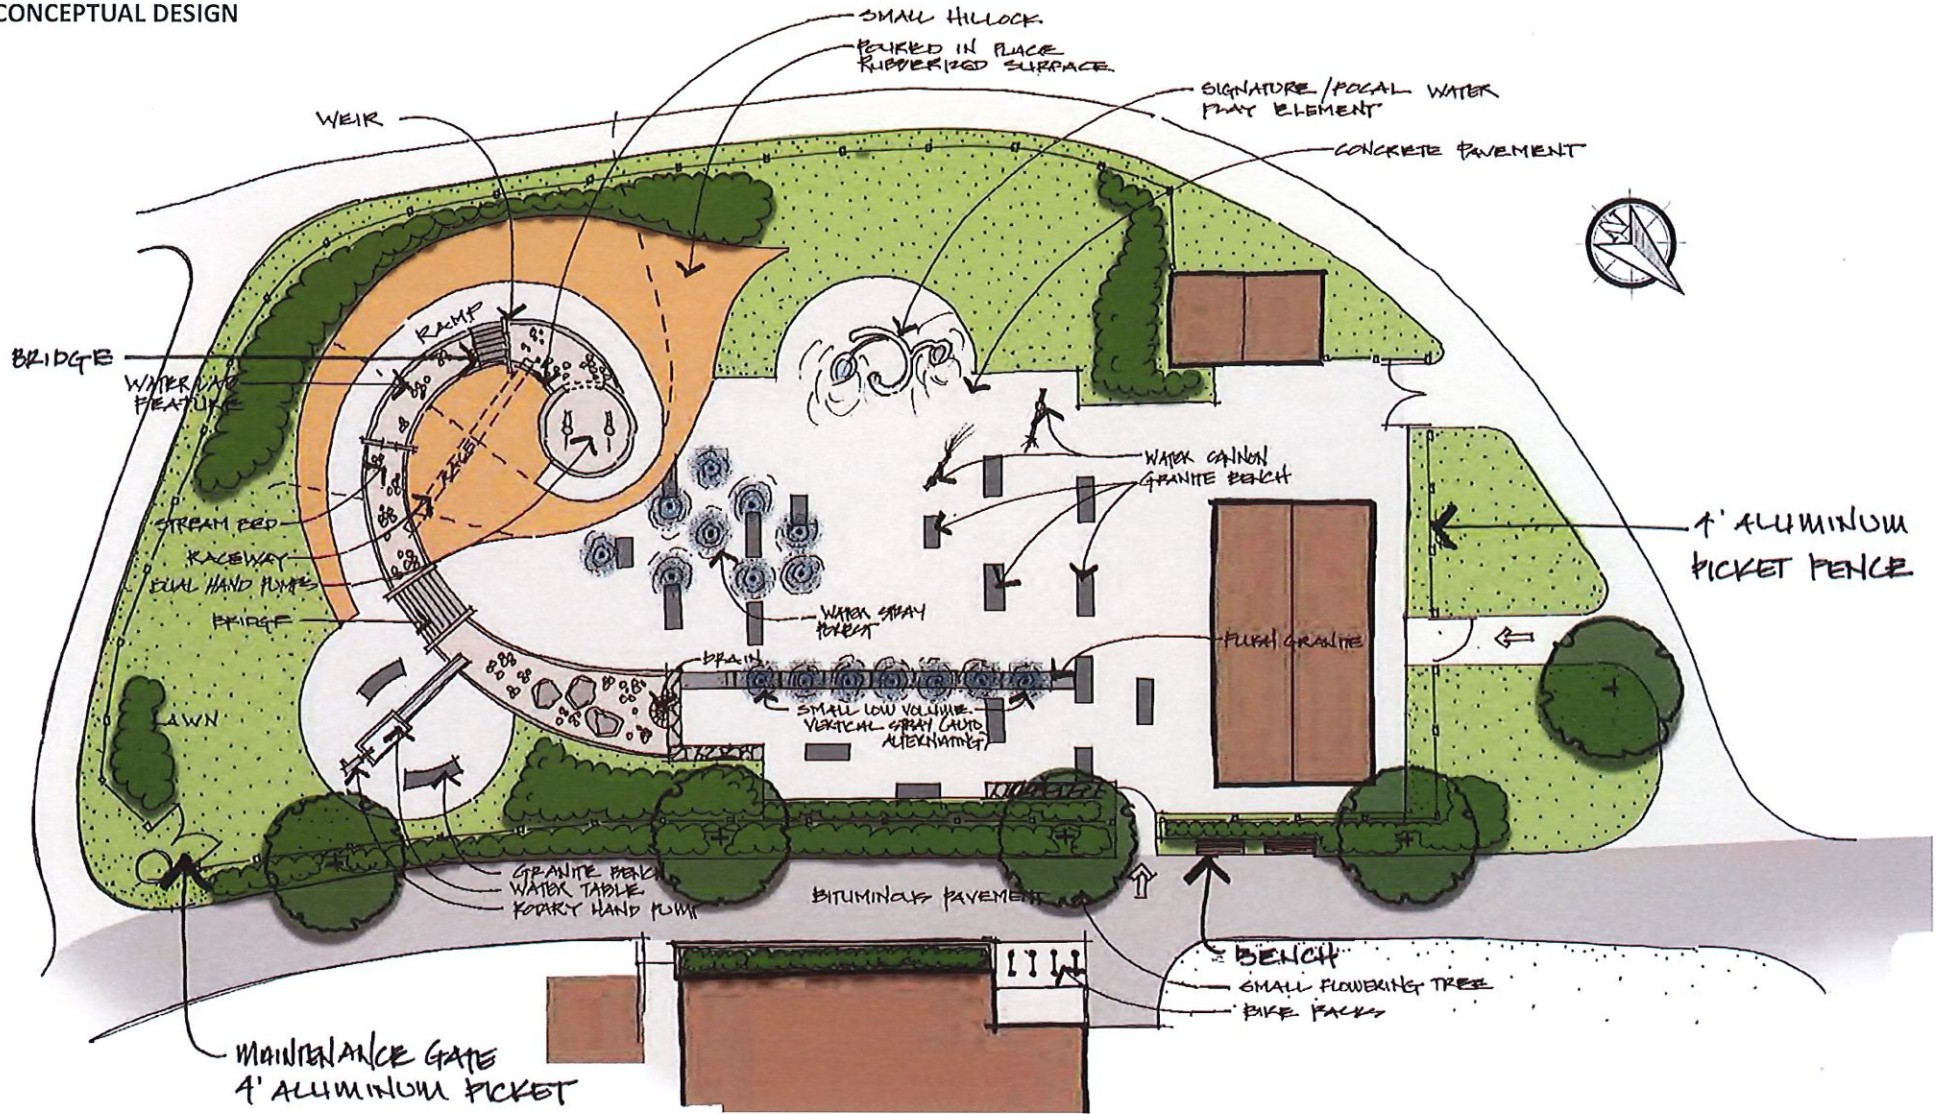 CONCEPTUAL DESIGN
SMALL HILLOCK
POURED IN PLACE
RUBBERIZED SURFACE
SIGNATURE/FOCAL WATER
PLAY ELEMENT
WEIR
CONCRETE PAVEMENT
RAMP
BRIDGE
WATER LAB
FEATURE
RACE
WATER CANNON
GRANITE BENCH
STREAM BED
RACEWAY
DUAL HAND PUMPS
BRIDGE
4' ALUMINUM
PICKET FENCE
WATER SPRAY
FOREST
FLUSH GRANITE
DRAIN
SMALL LOW VOLUME
VERTICAL SPRAY (AUTO
ALTERNATING)
LAWN
GRANITE BENCH
WATER TABLE
ROTARY HAND PUMP
BITUMINOUS PAVEMENT
BENCH
SMALL FLOWERING TREE
BIKE RACKS
MAINTENANCE GATE
4' ALUMINUM PICKET